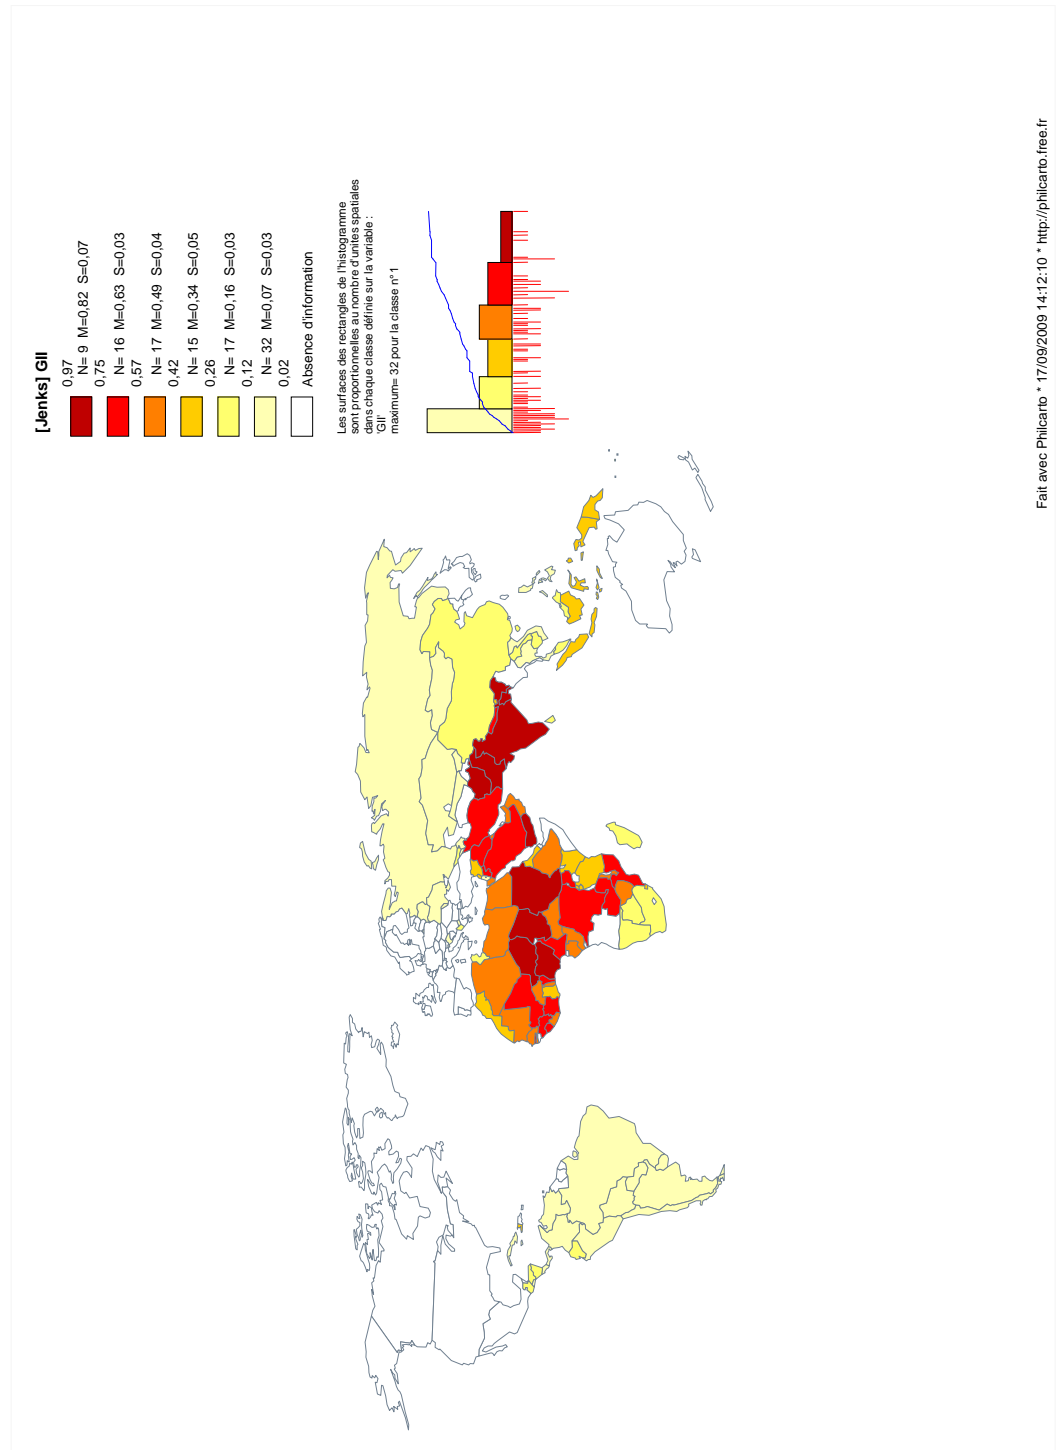 [Jenks] GII
0,97
N= 9  M=0,82  S=0,07
0,75
N= 16  M=0,63  S=0,03
0,57
N= 17  M=0,49  S=0,04
0,42
N= 15  M=0,34  S=0,05
0,26
N= 17  M=0,16  S=0,03
0,12
N= 32  M=0,07  S=0,03
0,02
Absence d'information
Les surfaces des rectangles de l'histogramme
sont proportionnelles au nombre d'unites spatiales
dans chaque classe définie sur la variable :
'GII'
maximum= 32 pour la classe n° 1
Fait avec Philcarto * 17/09/2009 14:12:10 * http://philcarto.free.fr